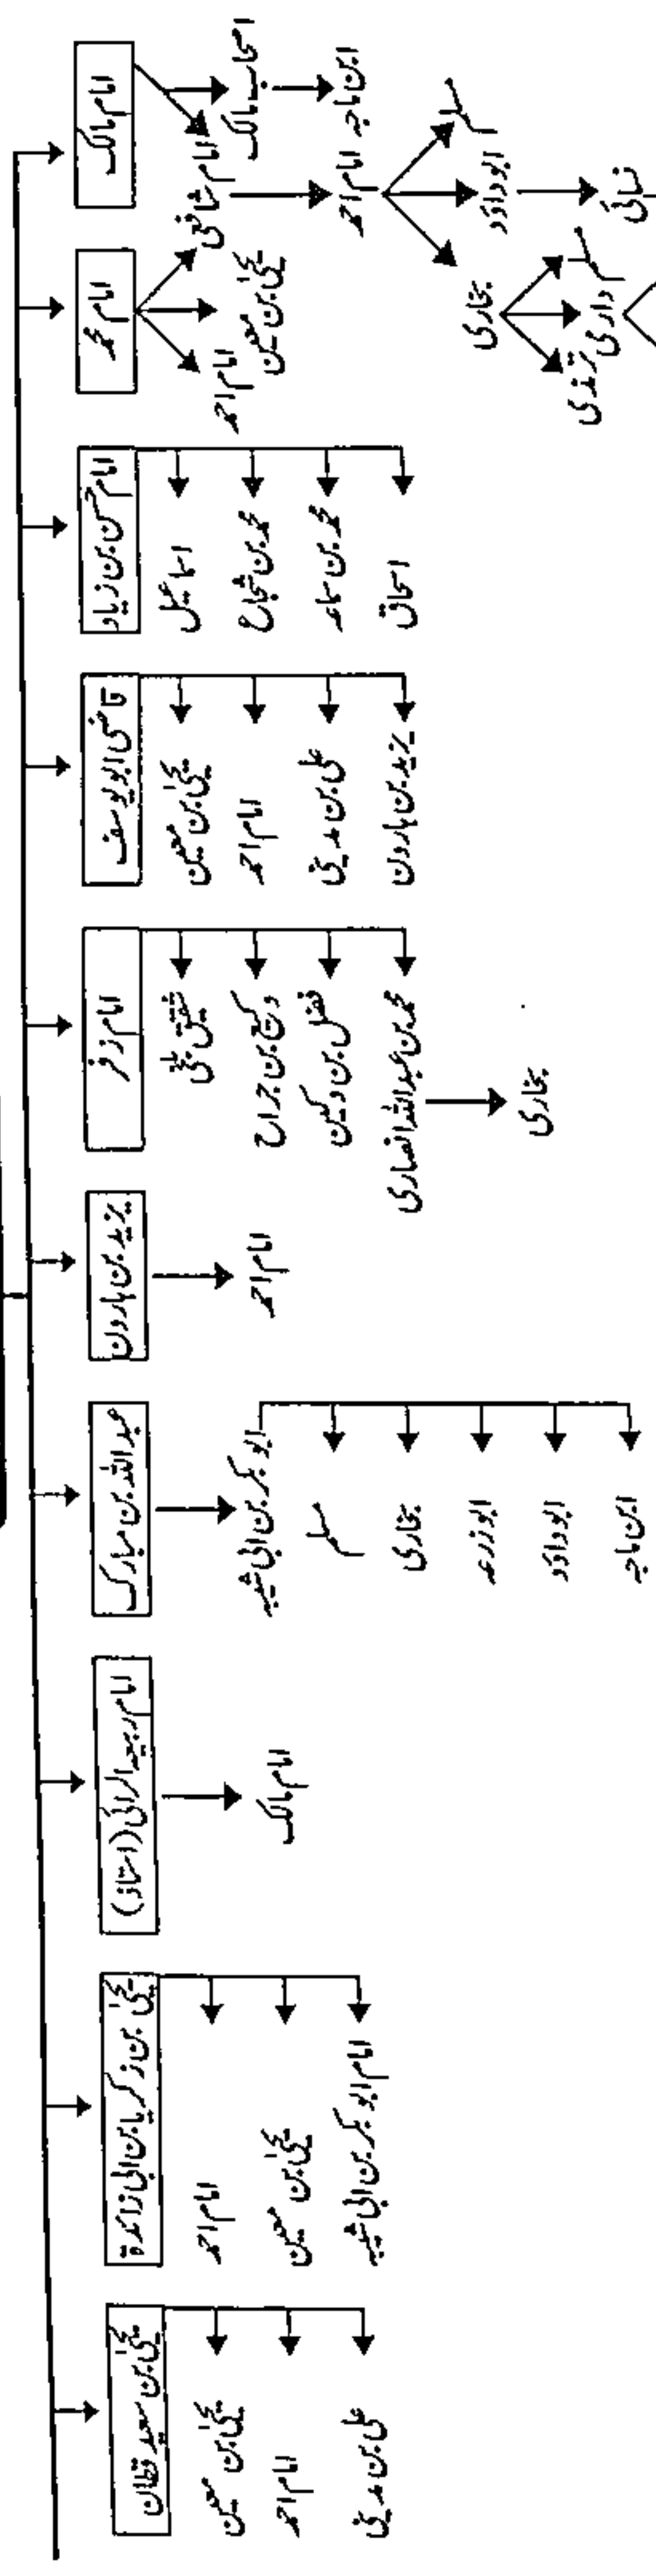 امام مالک
اصحاب مالک
ابن ماجہ
امام شافعی
امام احمد
مسلم
ابوداؤد
نسائی
بخاری
مسلم
دارمی
ترمذی
امام محمد
امام شافعی
یحییٰ بن معین
امام احمد
امام حسن بن زیاد
اسماعیل
محمد بن شجاع
محمد بن سماعہ
اسحاق
قاضی ابو یوسف
یحییٰ بن معین
امام احمد
علی بن مدینی
یزید بن ہارون
امام زفر
شقیق بلخی
وکیع بن جراح
فضل بن دکین
محمد بن عبداللہ انصاری
بخاری
یزید بن ہارون
امام احمد
عبداللہ بن مبارک
ابو بکر بن ابی شیبہ
مسلم
بخاری
ابوزرعہ
ابوداؤد
ابن ماجہ
امام ربیعہ الرائی (استاذ)
امام مالک
یحییٰ بن زکریا بن ابی زائدۃ
امام احمد
یحییٰ بن معین
امام ابو بکر بن ابی شیبہ
یحییٰ بن سعید قطان
یحییٰ بن معین
امام احمد
علی بن مدینی